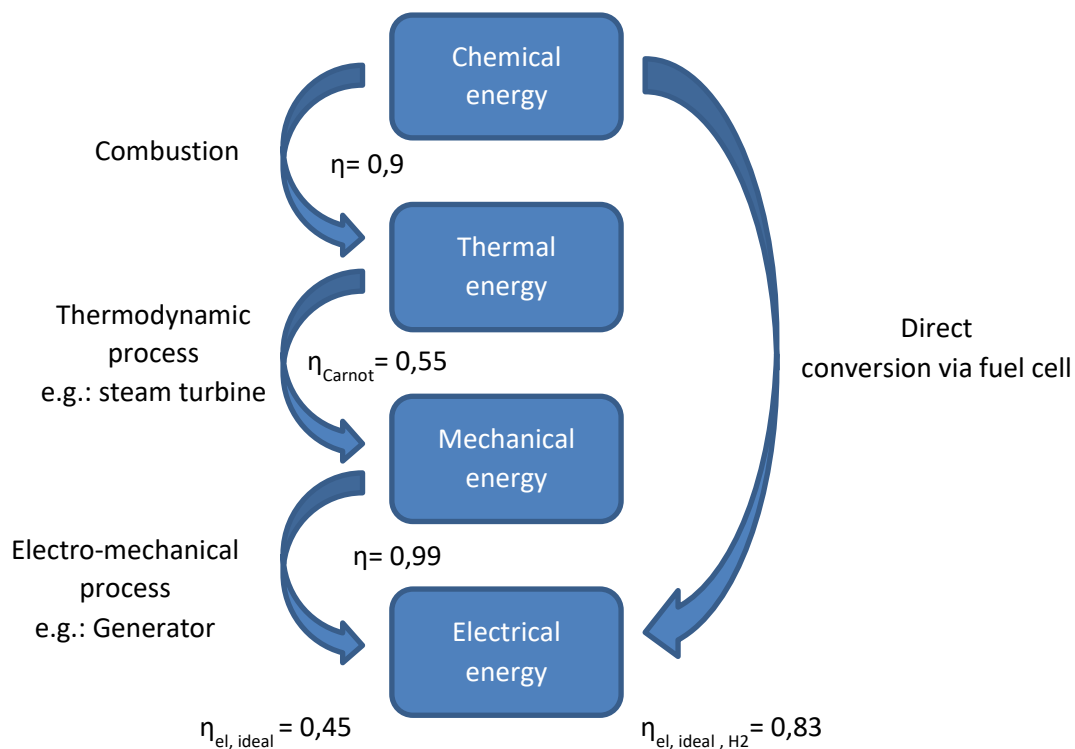 Chemical
energy
Combustion
η= 0,9
Thermal
energy
Thermodynamic
process
e.g.: steam turbine
ηCarnot= 0,55
Direct
conversion via fuel cell
Mechanical
energy
Electro-mechanical
process
e.g.: Generator
η= 0,99
Electrical
energy
ηel, ideal = 0,45
ηel, ideal , H2 = 0,83